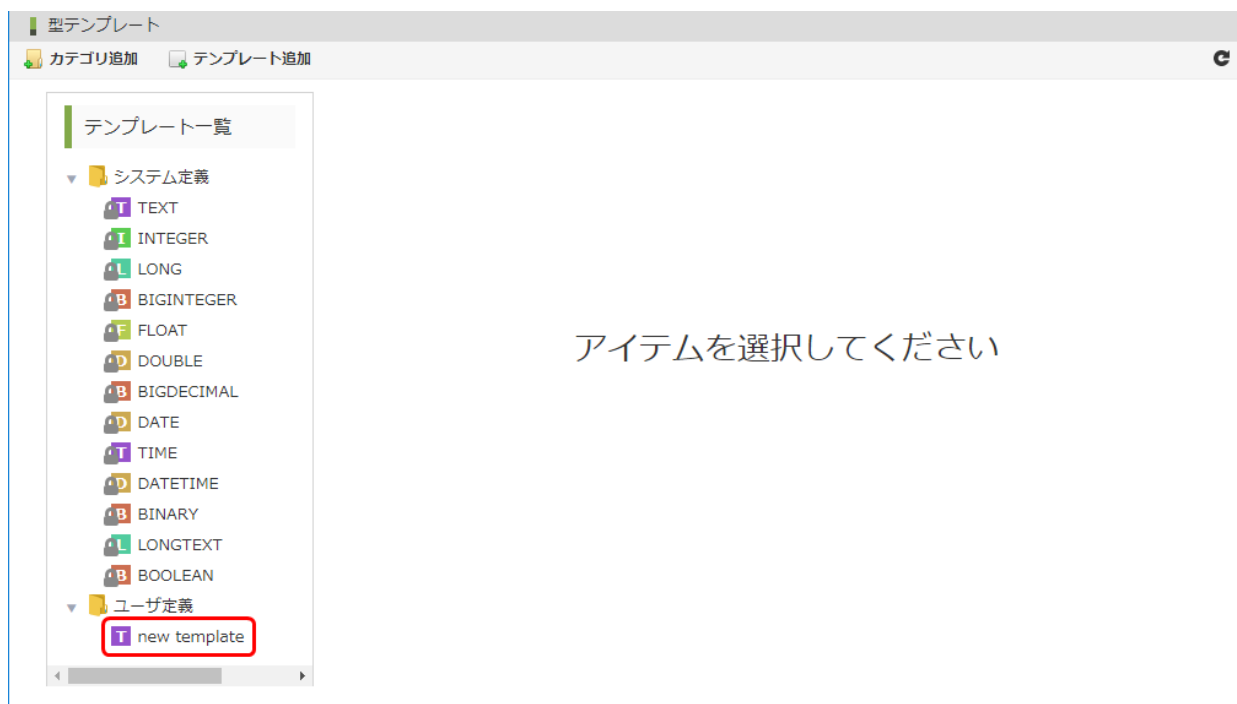 型テンプレート
カテゴリ追加 テンプレート追加
テンプレート一覧
システム定義
T TEXT
I INTEGER
L LONG
B BIGINTEGER
F FLOAT
D DOUBLE
B BIGDECIMAL
D DATE
T TIME
D DATETIME
B BINARY
L LONGTEXT
B BOOLEAN
ユーザ定義
T new template
アイテムを選択してください